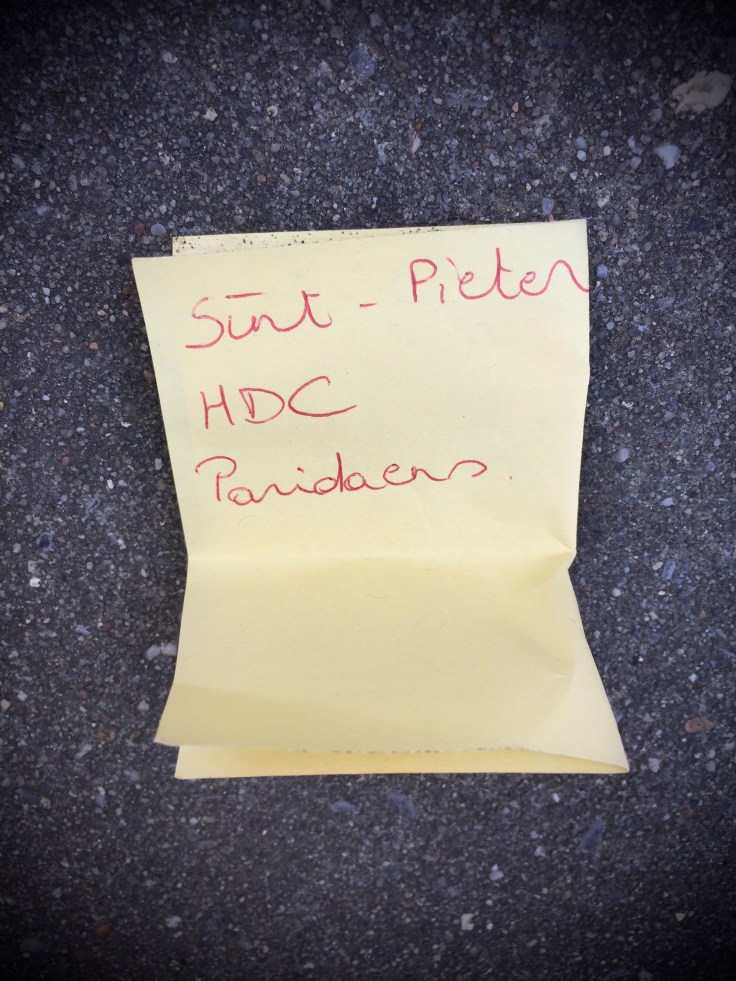 Sint - Pieter
HDC
Paridaens.